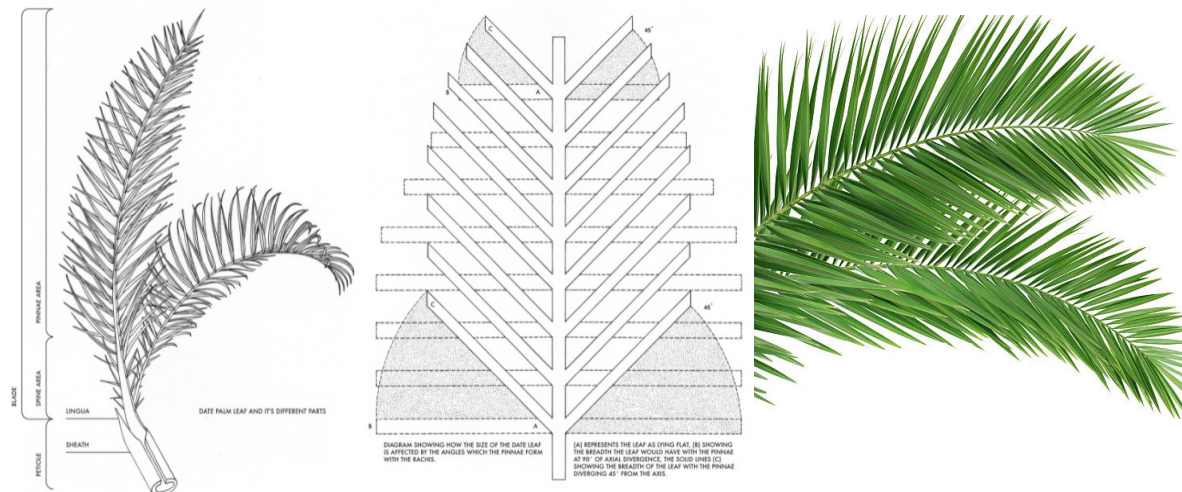 BLADE
PINNAE AREA
SPINE AREA
PETIOLE
LINGUA
SHEATH
DATE PALM LEAF AND IT'S DIFFERENT PARTS
C
45°
B
A
C
45°
B
A
A
DIAGRAM SHOWING HOW THE SIZE OF THE DATE LEAF
IS AFFECTED BY THE ANGLES WHICH THE PINNAE FORM
WITH THE RACHIS.
(A) REPRESENTS THE LEAF AS LYING FLAT, (B) SHOWING
THE BREADTH THE LEAF WOULD HAVE WITH THE PINNAE
AT 90° OF AXIAL DIVERGENCE, THE SOLID LINES (C)
SHOWING THE BREADTH OF THE LEAF WITH THE PINNAE
DIVERGING 45° FROM THE AXIS.